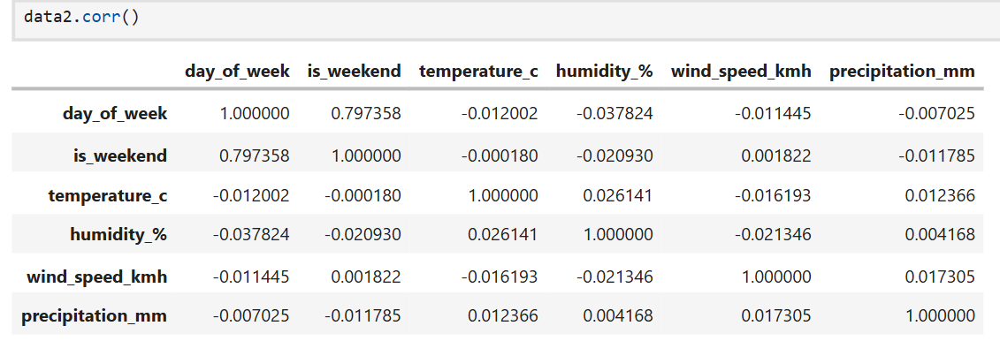 data2.corr()
day_of_week is_weekend temperature_c humidity_% wind_speed_kmh precipitation_mm
day_of_week 1.000000 0.797358 -0.012002 -0.037824 -0.011445 -0.007025
is_weekend 0.797358 1.000000 -0.000180 -0.020930 0.001822 -0.011785
temperature_c -0.012002 -0.000180 1.000000 0.026141 -0.016193 0.012366
humidity_% -0.037824 -0.020930 0.026141 1.000000 -0.021346 0.004168
wind_speed_kmh -0.011445 0.001822 -0.016193 -0.021346 1.000000 0.017305
precipitation_mm -0.007025 -0.011785 0.012366 0.004168 0.017305 1.000000